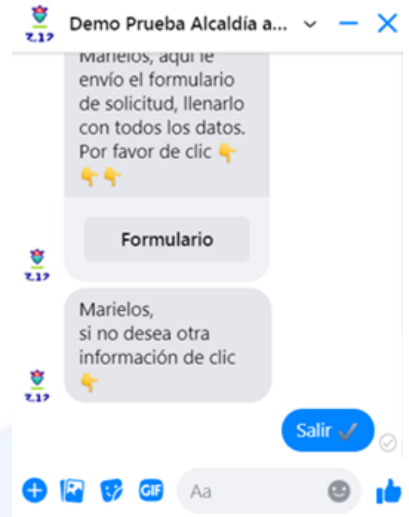 Demo Prueba Alcaldía a...
Marielos, aquí le
envío el formulario
de solicitud, llenarlo
con todos los datos.
Por favor de clic 👇
👇👇
Formulario
Marielos,
si no desea otra
información de clic
👇
Salir ✔
GIF
Aa